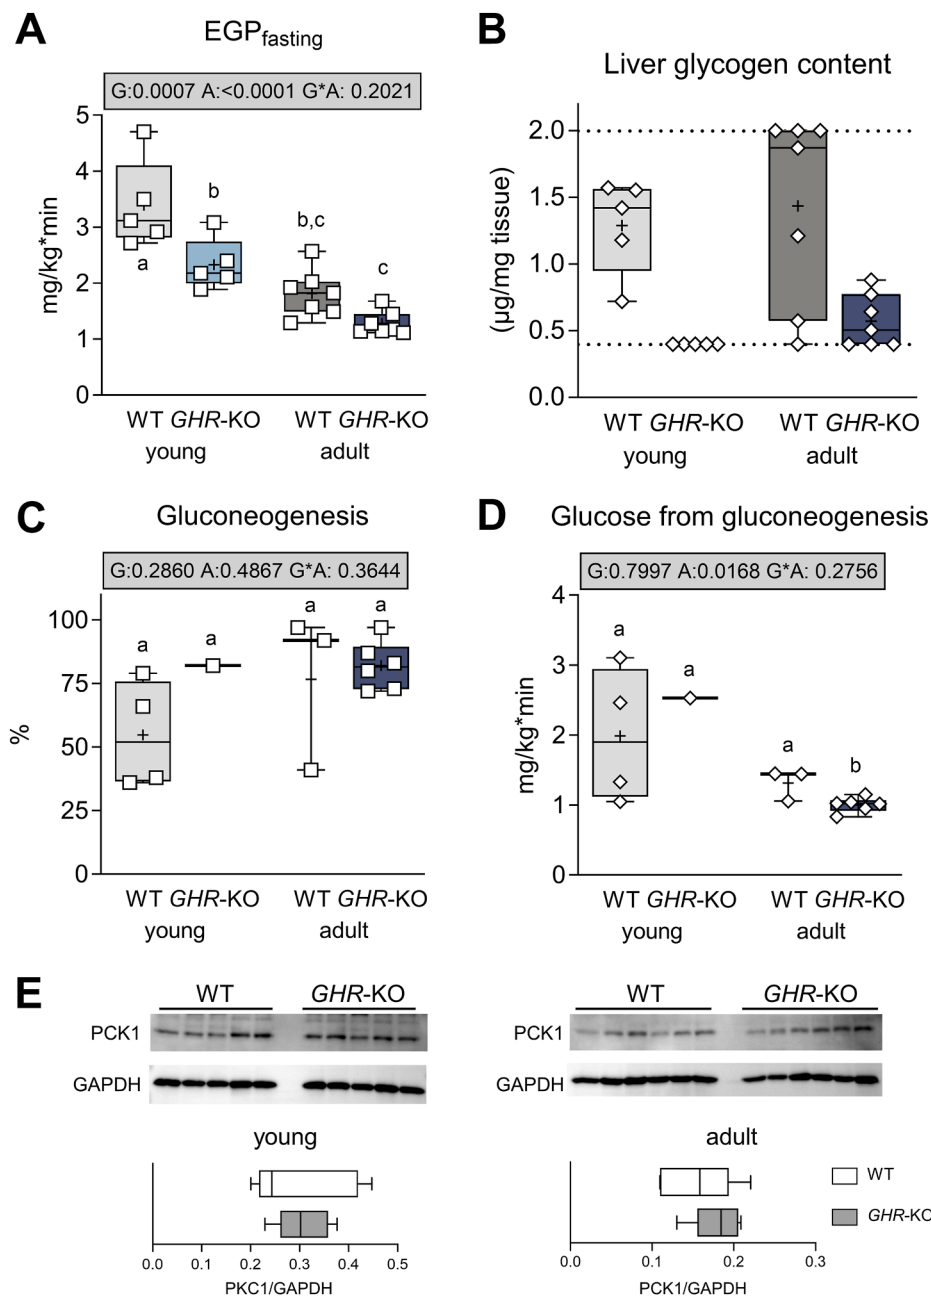 A
EGPfasting
G:0.0007 A:<0.0001 G*A: 0.2021
5
4
3
2
1
0
mg/kg*min
a
b
b,c
c
WT GHR-KO WT GHR-KO
young adult
B
Liver glycogen content
2.0
1.5
1.0
0.5
0.0
(µg/mg tissue)
WT GHR-KO WT GHR-KO
young adult
C
Gluconeogenesis
G:0.2860 A:0.4867 G*A: 0.3644
100
75
50
25
0
%
a
a
a
a
WT GHR-KO WT GHR-KO
young adult
D
Glucose from gluconeogenesis
G:0.7997 A:0.0168 G*A: 0.2756
4
3
2
1
0
mg/kg*min
a
a
a
b
WT GHR-KO WT GHR-KO
young adult
E
WT GHR-KO
PCK1
GAPDH
young
0.0 0.1 0.2 0.3 0.4 0.5
PKC1/GAPDH
WT GHR-KO
PCK1
GAPDH
adult
WT
GHR-KO
0.0 0.1 0.2 0.3
PCK1/GAPDH